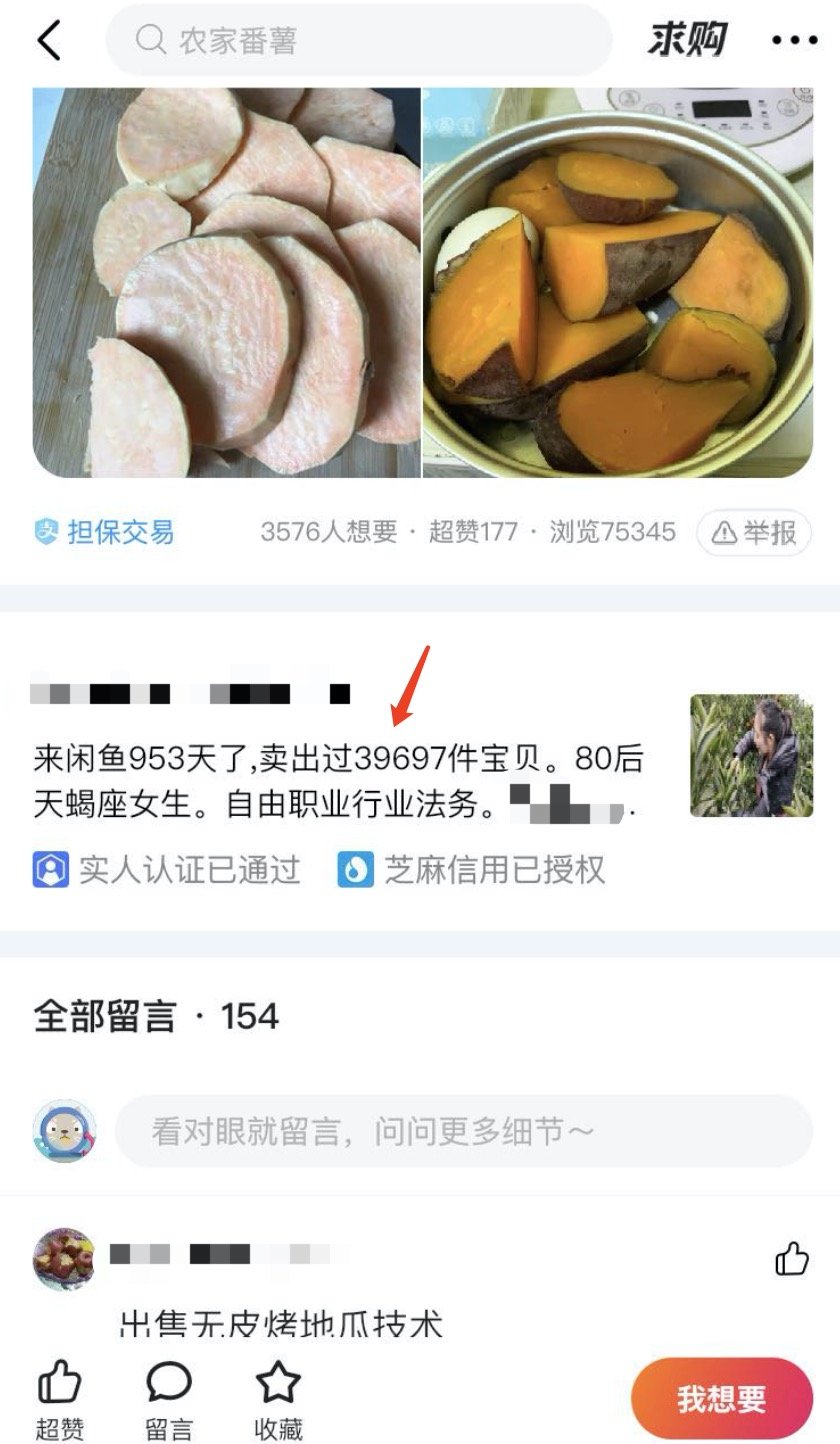 农家番薯
求购
担保交易
3576人想要 · 超赞177 · 浏览75345
举报
来闲鱼953天了,卖出过39697件宝贝。80后
天蝎座女生。自由职业行业法务。
实人认证已通过
芝麻信用已授权
全部留言 · 154
看对眼就留言，问问更多细节～
出售无皮烤地瓜技术
超赞
留言
收藏
我想要